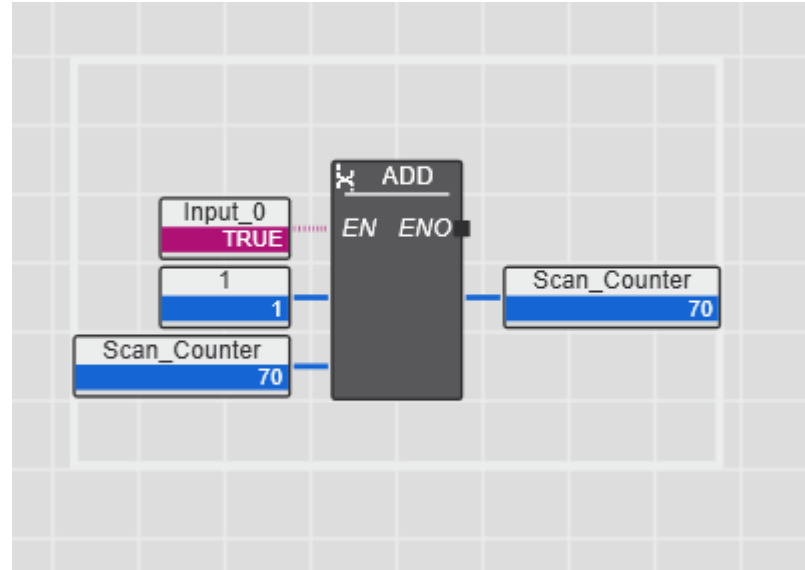 ADD
Input_0
TRUE
EN ENO
1
1
Scan_Counter
70
Scan_Counter
70